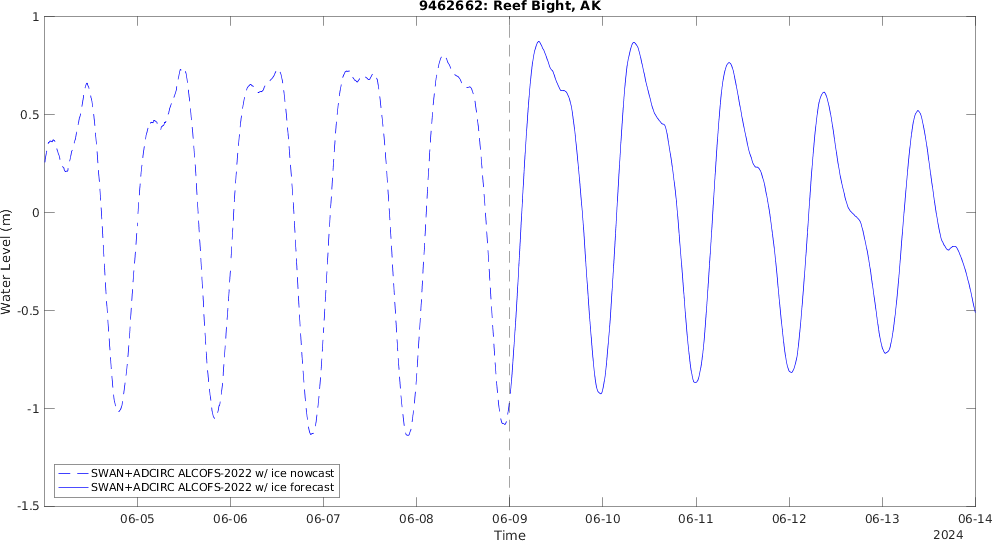 9462662: Reef Bight, AK
1
0.5
0
-0.5
-1
-1.5
Water Level (m)
SWAN+ADCIRC ALCOFS-2022 w/ ice nowcast
SWAN+ADCIRC ALCOFS-2022 w/ ice forecast
06-05 06-06 06-07 06-08 06-09 06-10 06-11 06-12 06-13 06-14
Time
2024